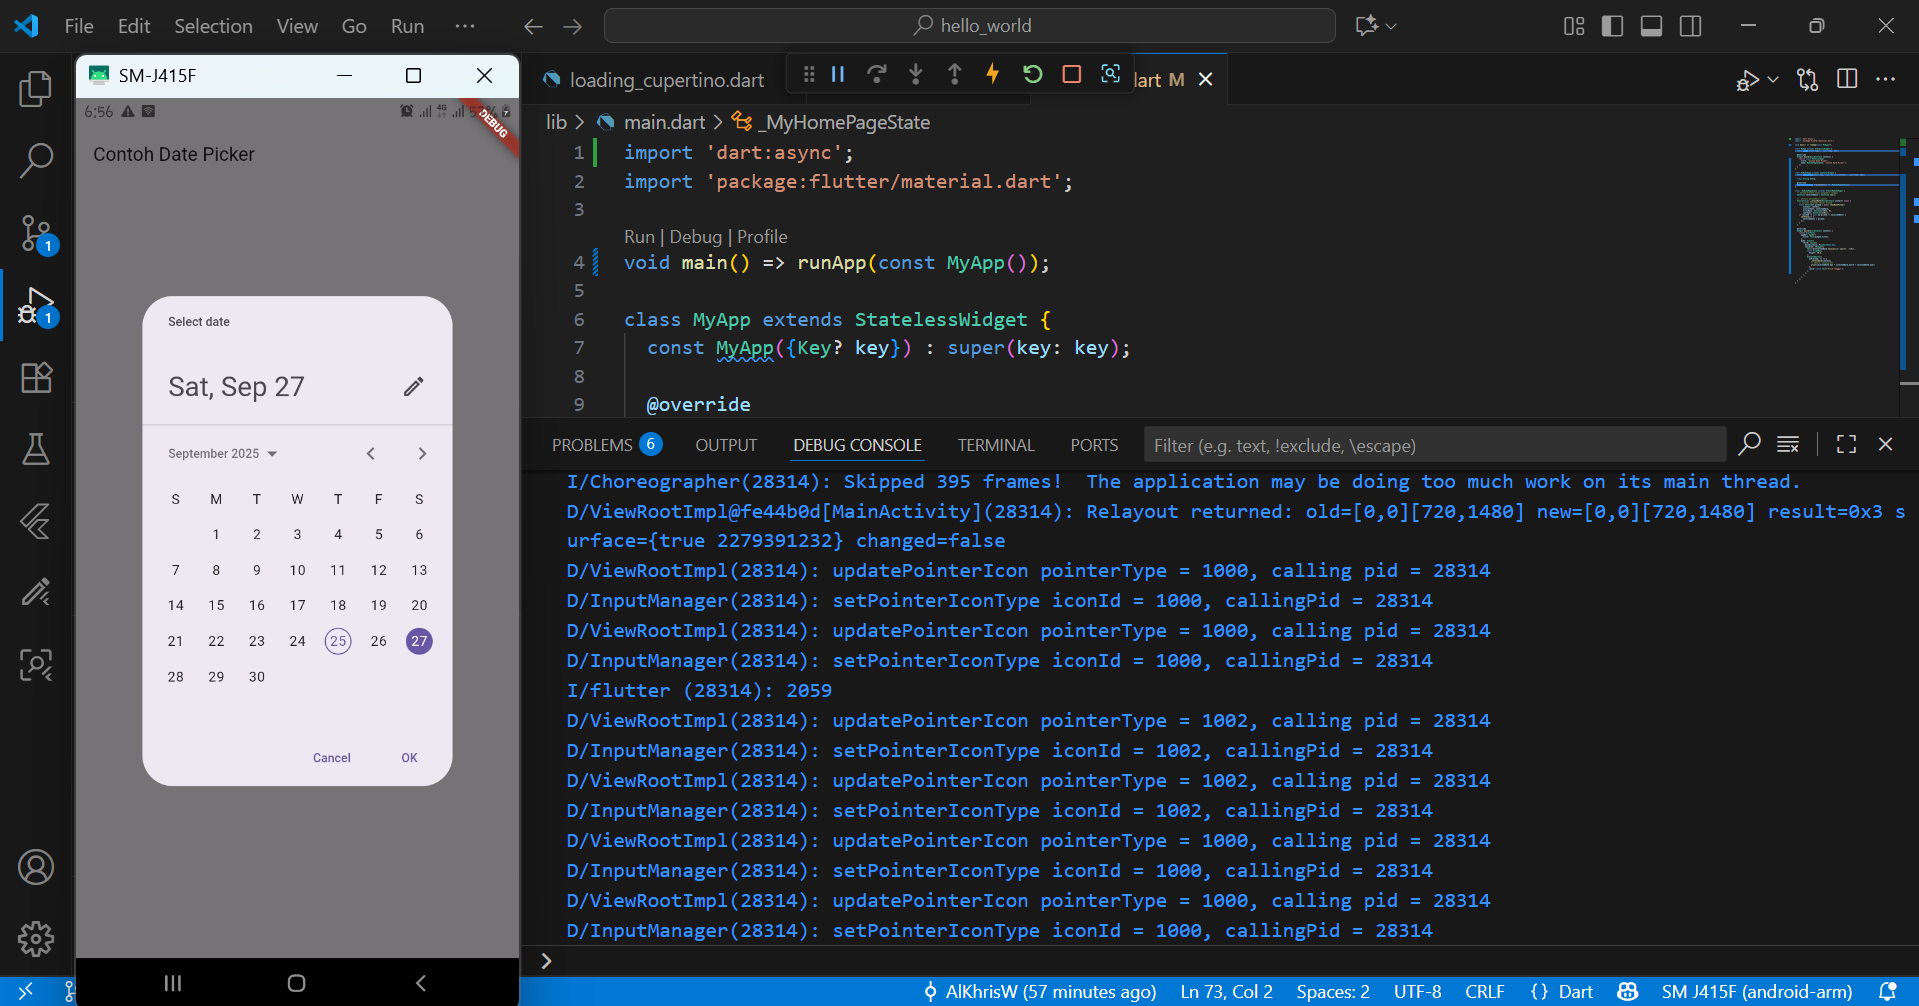 File Edit Selection View Go Run ...
hello_world
SM-J415F
6:56
DEBUG
Contoh Date Picker
Select date
Sat, Sep 27
September 2025
S M T W T F S
1 2 3 4 5 6
7 8 9 10 11 12 13
14 15 16 17 18 19 20
21 22 23 24 25 26 27
28 29 30
Cancel OK
1
1
loading_cupertino.dart
lart M
lib > main.dart > _MyHomePageState
1 import 'dart:async';
2 import 'package:flutter/material.dart';
3
Run | Debug | Profile
4 void main() => runApp(const MyApp());
5
6 class MyApp extends StatelessWidget {
7 const MyApp({Key? key}) : super(key: key);
8
9 @override
PROBLEMS 6 OUTPUT DEBUG CONSOLE TERMINAL PORTS Filter (e.g. text, !exclude, \escape)
I/Choreographer(28314): Skipped 395 frames!  The application may be doing too much work on its main thread.
D/ViewRootImpl@fe44b0d[MainActivity](28314): Relayout returned: old=[0,0][720,1480] new=[0,0][720,1480] result=0x3 s
urface={true 2279391232} changed=false
D/ViewRootImpl(28314): updatePointerIcon pointerType = 1000, calling pid = 28314
D/InputManager(28314): setPointerIconType iconId = 1000, callingPid = 28314
D/ViewRootImpl(28314): updatePointerIcon pointerType = 1000, calling pid = 28314
D/InputManager(28314): setPointerIconType iconId = 1000, callingPid = 28314
I/flutter (28314): 2059
D/ViewRootImpl(28314): updatePointerIcon pointerType = 1002, calling pid = 28314
D/InputManager(28314): setPointerIconType iconId = 1002, callingPid = 28314
D/ViewRootImpl(28314): updatePointerIcon pointerType = 1002, calling pid = 28314
D/InputManager(28314): setPointerIconType iconId = 1002, callingPid = 28314
D/ViewRootImpl(28314): updatePointerIcon pointerType = 1000, calling pid = 28314
D/InputManager(28314): setPointerIconType iconId = 1000, callingPid = 28314
D/ViewRootImpl(28314): updatePointerIcon pointerType = 1000, calling pid = 28314
D/InputManager(28314): setPointerIconType iconId = 1000, callingPid = 28314
>
AlKhrisW (57 minutes ago) Ln 73, Col 2 Spaces: 2 UTF-8 CRLF {} Dart SM J415F (android-arm)